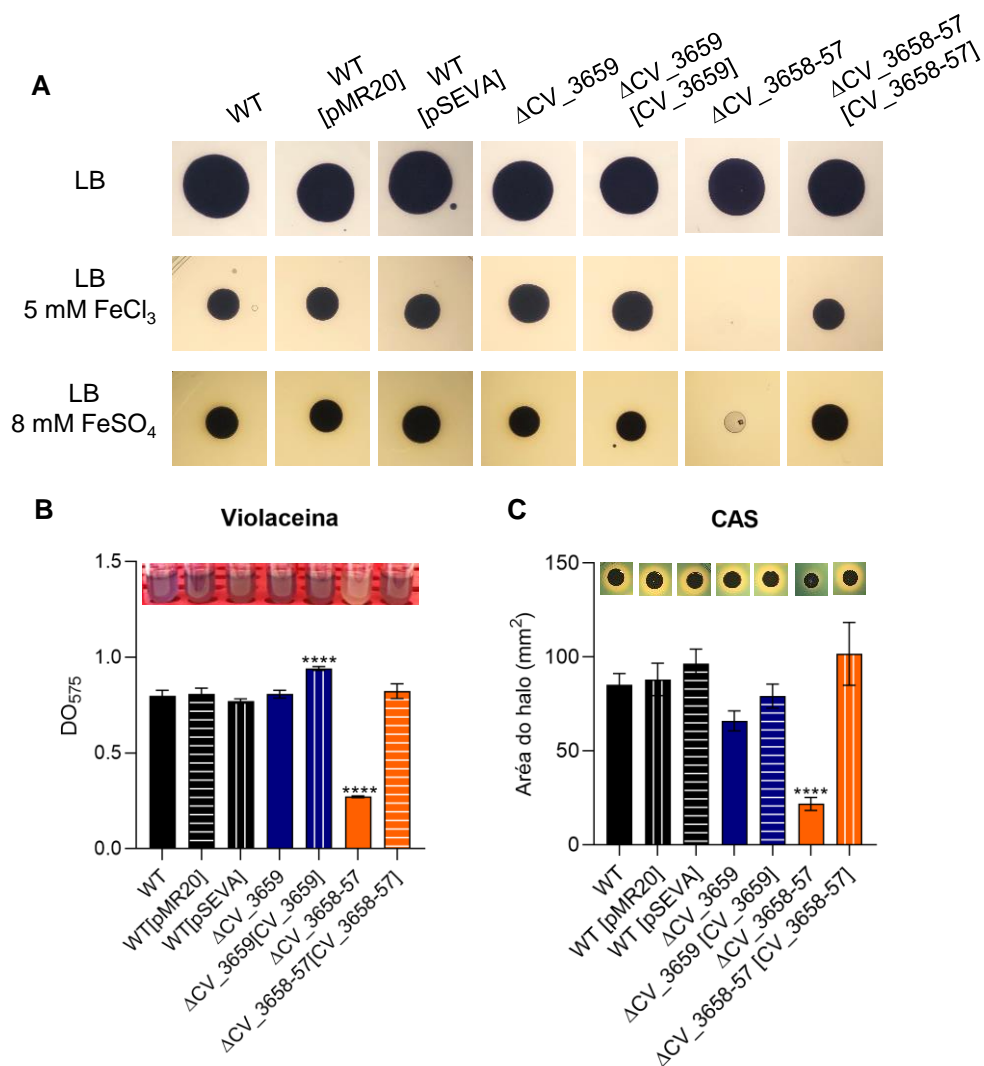 A
WT
WT
[pMR20]
WT
[pSEVA]
ΔCV_3659
ΔCV_3659
[CV_3659]
ΔCV_3658-57
ΔCV_3658-57
[CV_3658-57]
LB
LB
5 mM FeCl₃
LB
8 mM FeSO₄
B
Violaceina
1.5
1.0
0.5
0.0
DO₅₇₅
****
****
WT
WT[pMR20]
WT[pSEVA]
ΔCV_3659
ΔCV_3659[CV_3659]
ΔCV_3658-57
ΔCV_3658-57[CV_3658-57]
C
CAS
150
100
50
0
Aréa do halo (mm²)
****
WT
WT [pMR20]
WT [pSEVA]
ΔCV_3659
ΔCV_3659 [CV_3659]
ΔCV_3658-57
ΔCV_3658-57 [CV_3658-57]